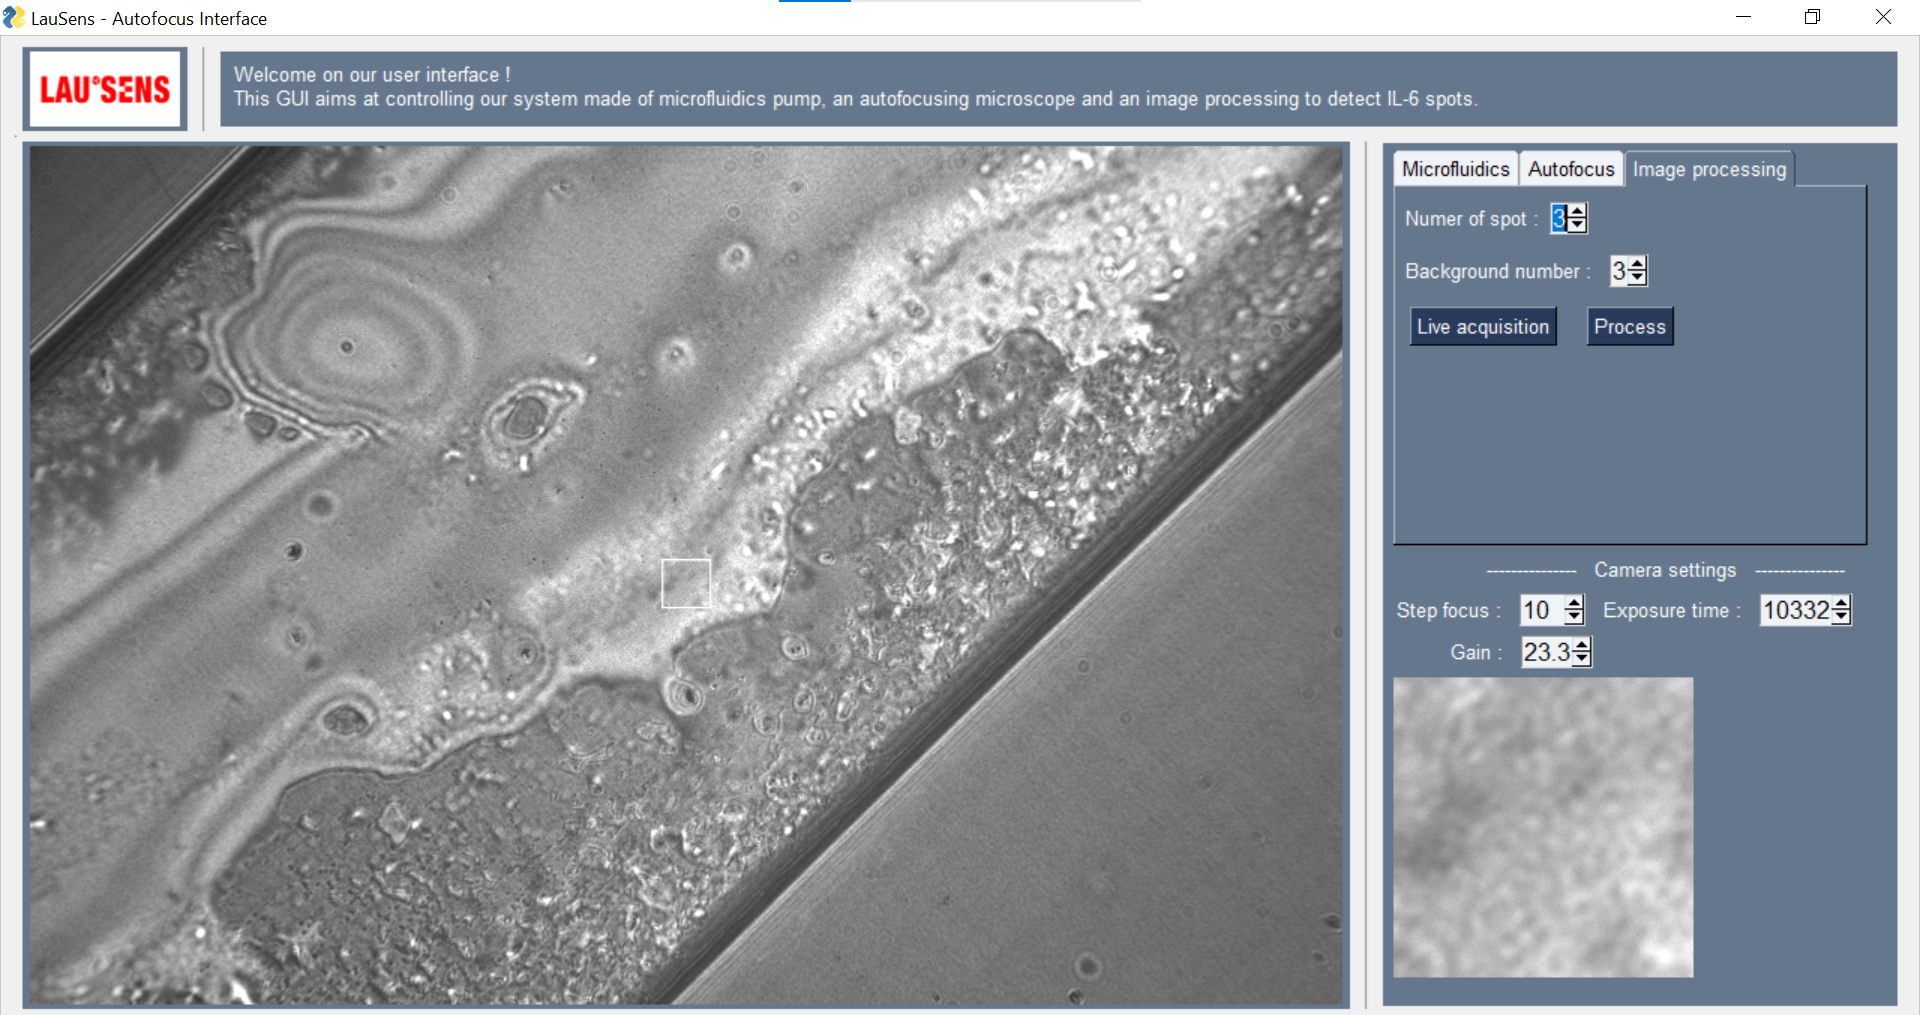 LauSens - Autofocus Interface
LAU°SENS
Welcome on our user interface !
This GUI aims at controlling our system made of microfluidics pump, an autofocusing microscope and an image processing to detect IL-6 spots.
Microfluidics Autofocus Image processing
Numer of spot : 3
Background number : 3
Live acquisition Process
--------------- Camera settings ---------------
Step focus : 10 Exposure time : 10332
Gain : 23.3